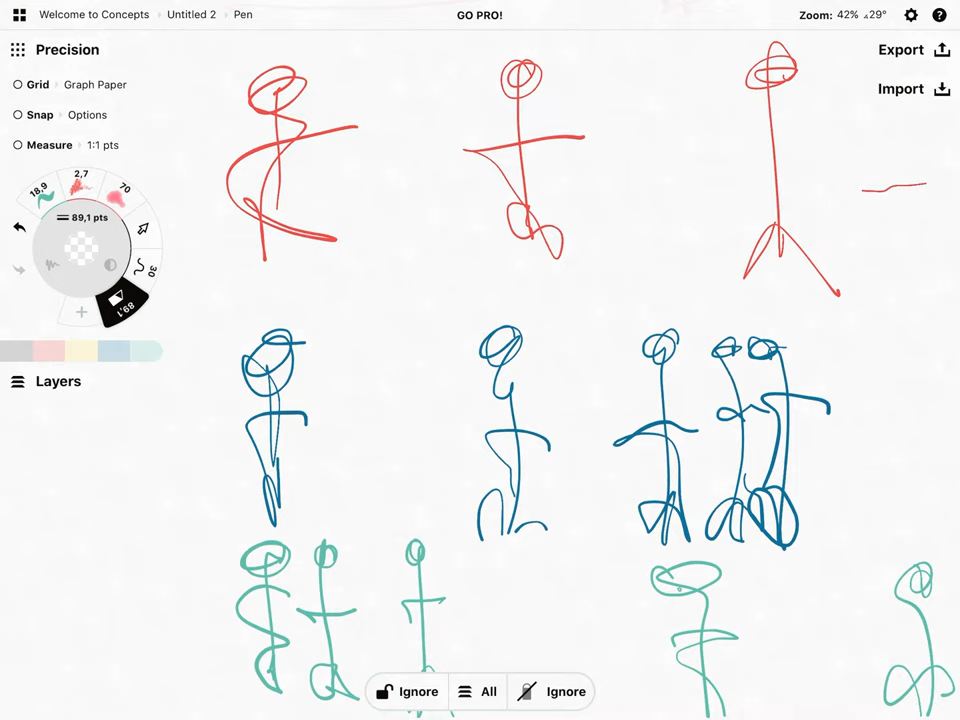 Welcome to Concepts › Untitled 2 › Pen
GO PRO!
Zoom: 42% 29°
Precision
Export
Import
Grid › Graph Paper
Snap › Options
Measure › 1:1 pts
18,9
2,7
70
89,1 pts
30
89,1
Layers
Ignore
All
Ignore